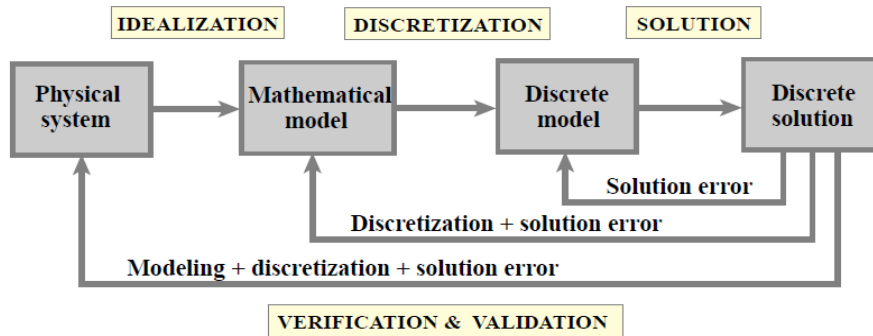 IDEALIZATION DISCRETIZATION SOLUTION
Physical system
Mathematical model
Discrete model
Discrete solution
Solution error
Discretization + solution error
Modeling + discretization + solution error
VERIFICATION & VALIDATION